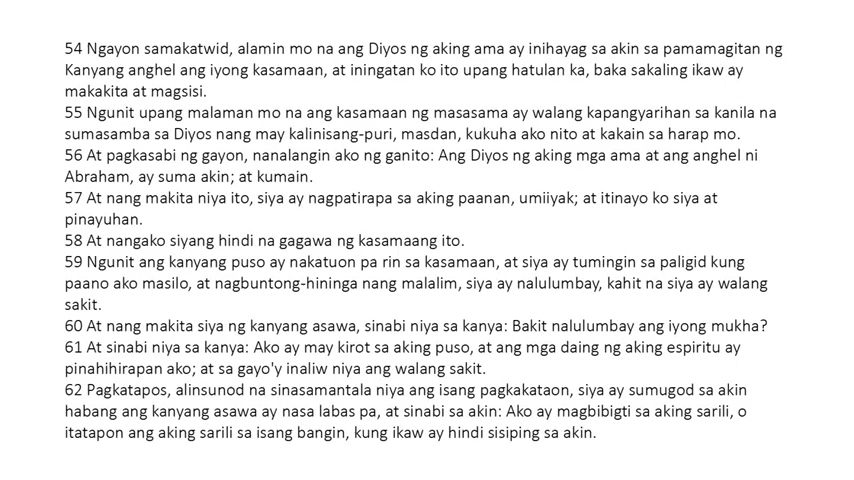 54 Ngayon samakatwid, alamin mo na ang Diyos ng aking ama ay inihayag sa akin sa pamamagitan ng
Kanyang anghel ang iyong kasamaan, at iningatan ko ito upang hatulan ka, baka sakaling ikaw ay
makakita at magsisi.
55 Ngunit upang malaman mo na ang kasamaan ng masasama ay walang kapangyarihan sa kanila na
sumasamba sa Diyos nang may kalinisang-puri, masdan, kukuha ako nito at kakain sa harap mo.
56 At pagkasabi ng gayon, nanalangin ako ng ganito: Ang Diyos ng aking mga ama at ang anghel ni
Abraham, ay suma akin; at kumain.
57 At nang makita niya ito, siya ay nagpatirapa sa aking paanan, umiiyak; at itinayo ko siya at
pinayuhan.
58 At nangako siyang hindi na gagawa ng kasamaang ito.
59 Ngunit ang kanyang puso ay nakatuon pa rin sa kasamaan, at siya ay tumingin sa paligid kung
paano ako masilo, at nagbuntong-hininga nang malalim, siya ay nalulumbay, kahit na siya ay walang
sakit.
60 At nang makita siya ng kanyang asawa, sinabi niya sa kanya: Bakit nalulumbay ang iyong mukha?
61 At sinabi niya sa kanya: Ako ay may kirot sa aking puso, at ang mga daing ng aking espiritu ay
pinahihirapan ako; at sa gayo'y inaliw niya ang walang sakit.
62 Pagkatapos, alinsunod na sinasamantala niya ang isang pagkakataon, siya ay sumugod sa akin
habang ang kanyang asawa ay nasa labas pa, at sinabi sa akin: Ako ay magbibigti sa aking sarili, o
itatapon ang aking sarili sa isang bangin, kung ikaw ay hindi sisiping sa akin.